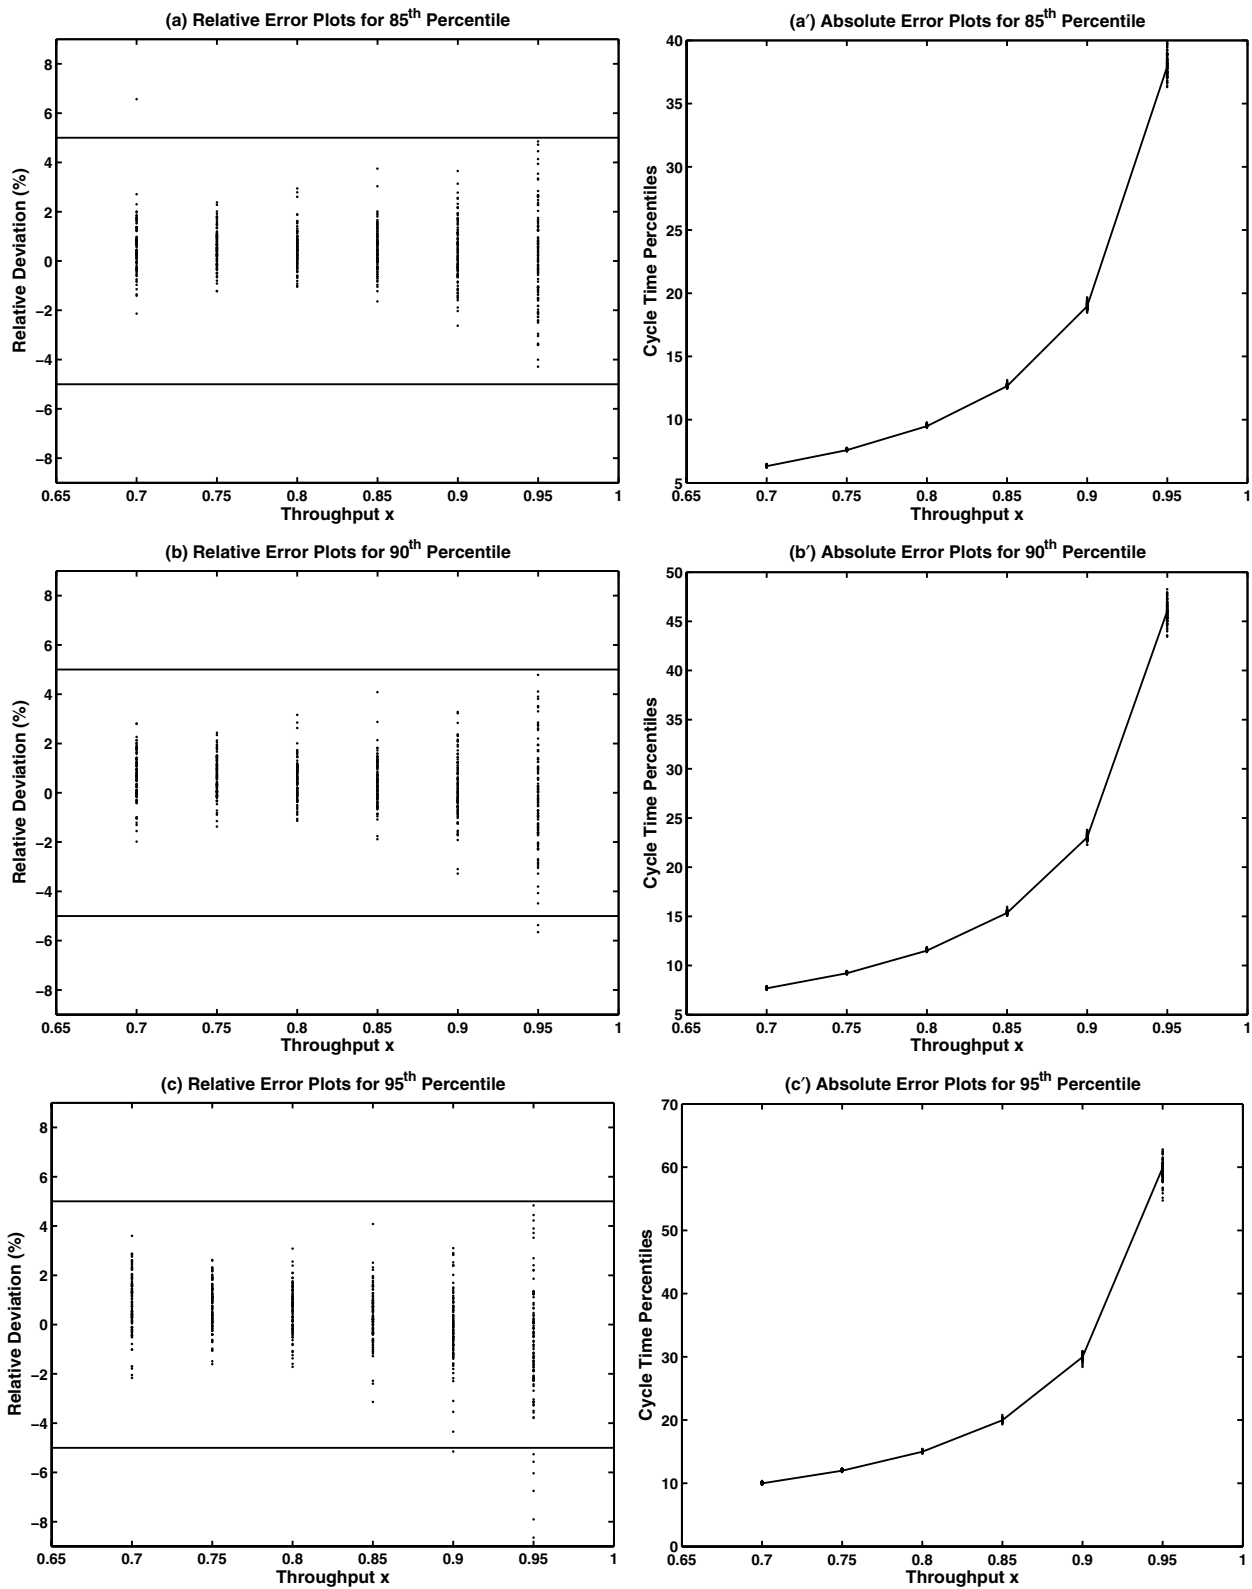 (a) Relative Error Plots for 85th Percentile
8
6
4
2
0
−2
−4
−6
−8
Relative Deviation (%)
0.65 0.7 0.75 0.8 0.85 0.9 0.95 1
Throughput x
(a′) Absolute Error Plots for 85th Percentile
40
35
30
25
20
15
10
5
Cycle Time Percentiles
0.65 0.7 0.75 0.8 0.85 0.9 0.95 1
Throughput x
(b) Relative Error Plots for 90th Percentile
8
6
4
2
0
−2
−4
−6
−8
Relative Deviation (%)
0.65 0.7 0.75 0.8 0.85 0.9 0.95 1
Throughput x
(b′) Absolute Error Plots for 90th Percentile
50
45
40
35
30
25
20
15
10
5
Cycle Time Percentiles
0.65 0.7 0.75 0.8 0.85 0.9 0.95 1
Throughput x
(c) Relative Error Plots for 95th Percentile
8
6
4
2
0
−2
−4
−6
−8
Relative Deviation (%)
0.65 0.7 0.75 0.8 0.85 0.9 0.95 1
Throughput x
(c′) Absolute Error Plots for 95th Percentile
70
60
50
40
30
20
10
0
Cycle Time Percentiles
0.65 0.7 0.75 0.8 0.85 0.9 0.95 1
Throughput x